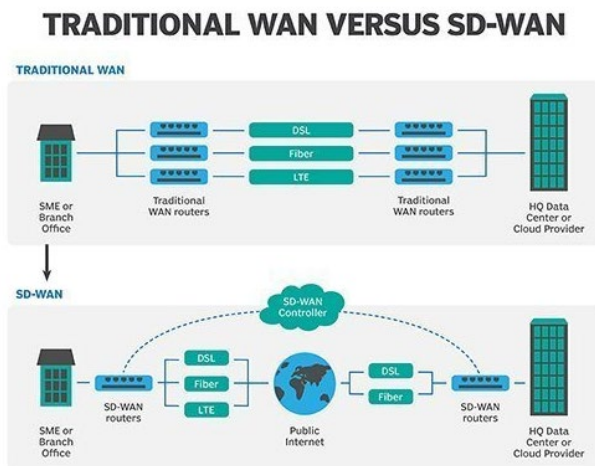 TRADITIONAL WAN VERSUS SD-WAN
TRADITIONAL WAN
DSL
Fiber
LTE
SME or
Branch
Office
Traditional
WAN routers
Traditional
WAN routers
HQ Data
Center or
Cloud Provider
SD-WAN
SD-WAN
Controller
DSL
Fiber
LTE
DSL
Fiber
SME or
Branch
Office
SD-WAN
routers
Public
Internet
SD-WAN
routers
HQ Data
Center or
Cloud Provider